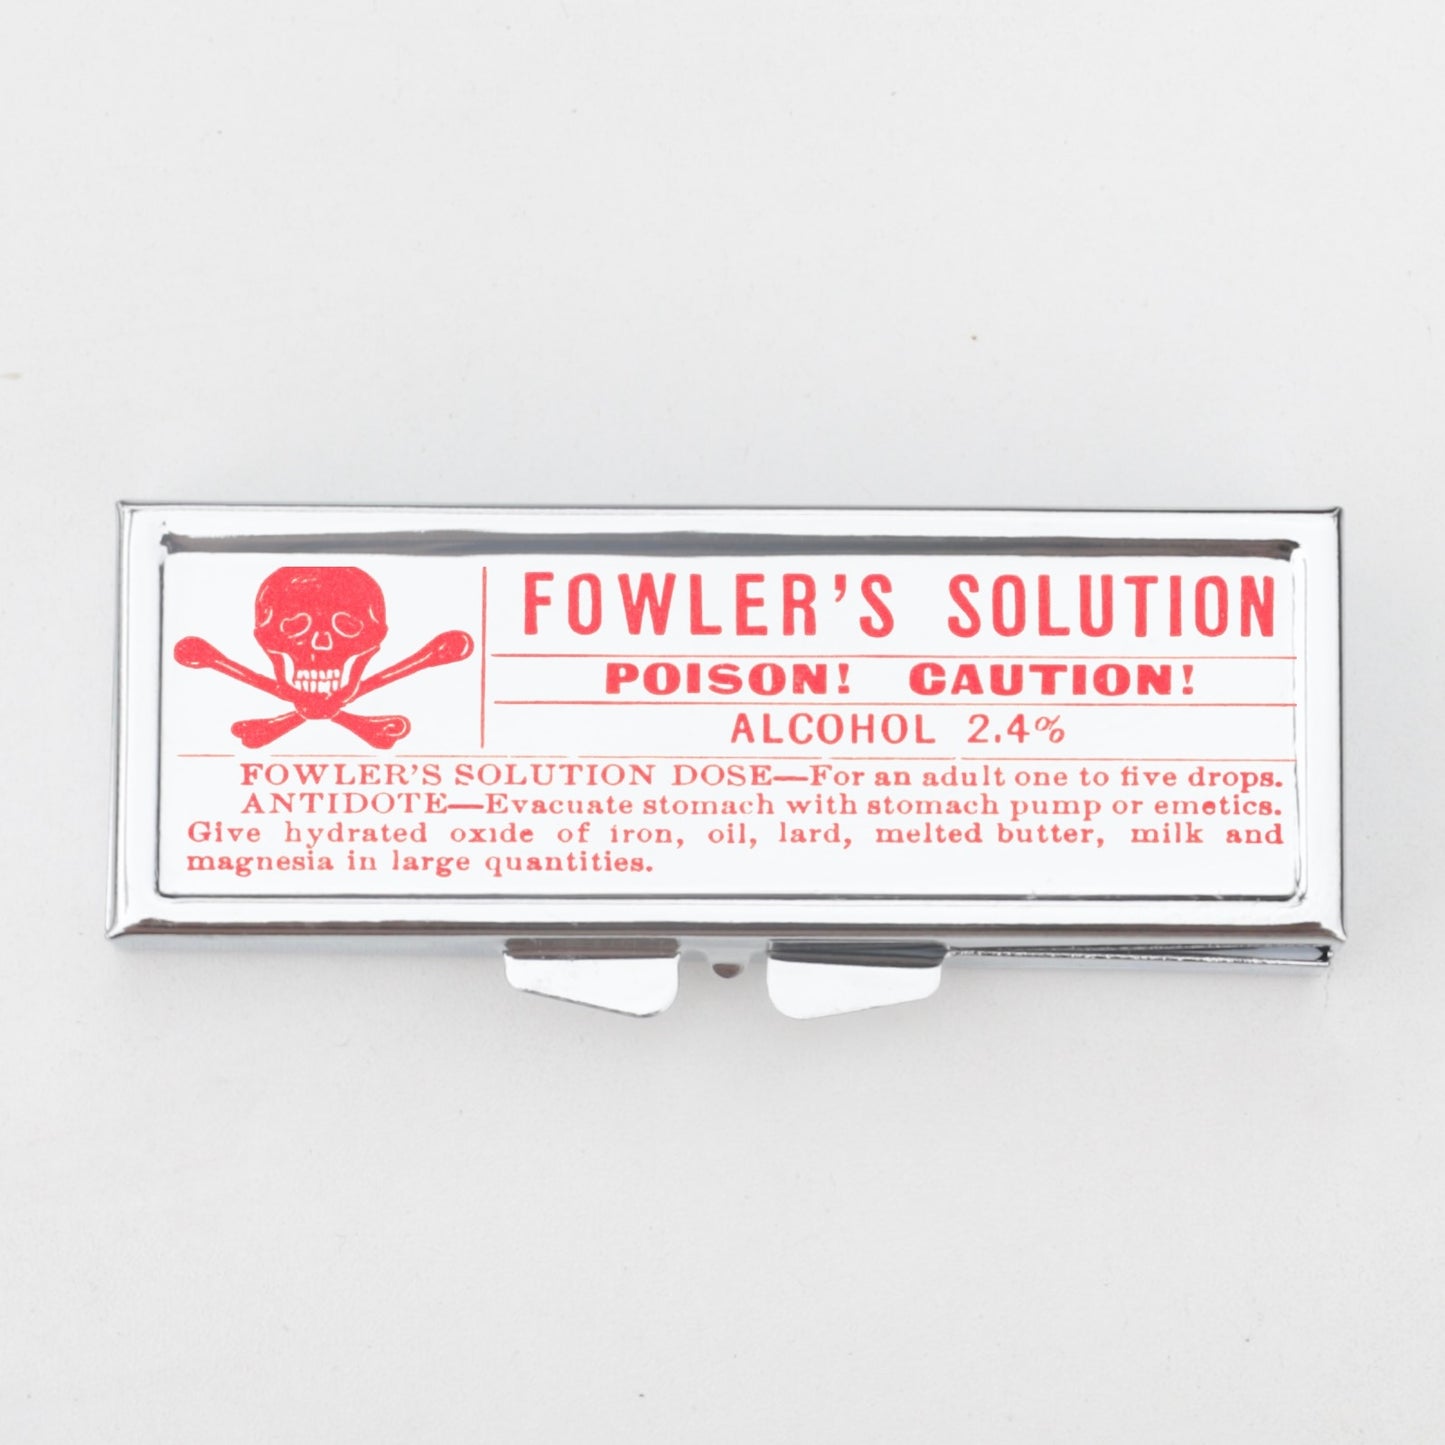 FOWLER'S SOLUTION
POISON! CAUTION!
ALCOHOL 2.4%
FOWLER'S SOLUTION DOSE—For an adult one to five drops.
ANTIDOTE—Evacuate stomach with stomach pump or emetics.
Give hydrated oxide of iron, oil, lard, melted butter, milk and
magnesia in large quantities.